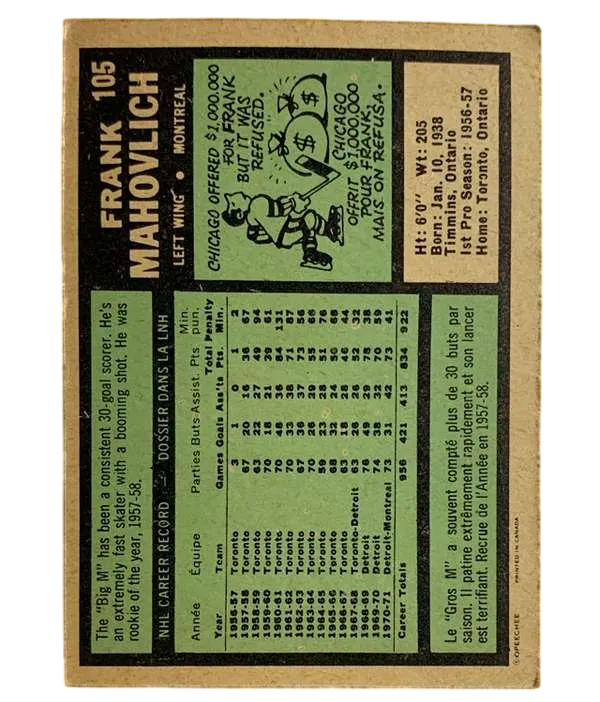 FRANK 105
MAHOVLICH
LEFT WING • MONTREAL
The "Big M" has been a consistent 30-goal scorer. He's
an extremely fast skater with a booming shot. He was
rookie of the year, 1957-58.
NHL CAREER RECORD — DOSSIER DANS LA LNH
Année Équipe Parties Buts Assist. Pts Min. pun.
Year Team Games Goals Ass'ts Total Pts. Penalty Min.
1956-57 Toronto 3 1 0 1 2
1957-58 Toronto 67 20 16 36 67
1958-59 Toronto 63 22 27 49 94
1959-60 Toronto 70 18 21 39 61
1960-61 Toronto 70 48 36 84 131
1961-62 Toronto 70 33 38 71 87
1962-63 Toronto 67 36 37 73 56
1963-64 Toronto 70 26 29 55 66
1964-65 Toronto 59 23 28 51 76
1965-66 Toronto 68 32 24 56 68
1966-67 Toronto 63 18 28 46 44
1967-68 Toronto-Detroit 63 26 26 52 32
1968-69 Detroit 76 49 29 78 38
1969-70 Detroit 74 38 32 70 59
1970-71 Detroit-Montreal 73 31 42 73 41
Career Totals 956 421 413 834 922
Le "Gros M" a souvent compté plus de 30 buts par
saison. Il patine extrêmement rapidement et son lancer
est terrifiant. Recrue de l'Année en 1957-58.
CHICAGO OFFERED $1,000,000
FOR FRANK
BUT IT WAS
REFUSED.
$
$
CHICAGO
OFFRIT $1,000,000
POUR FRANK,
MAIS ON REFUSA.
Ht: 6'0" Wt: 205
Born: Jan. 10, 1938
Timmins, Ontario
1st Pro Season: 1956-57
Home: Toronto, Ontario
© OPEECHEE PRINTED IN CANADA